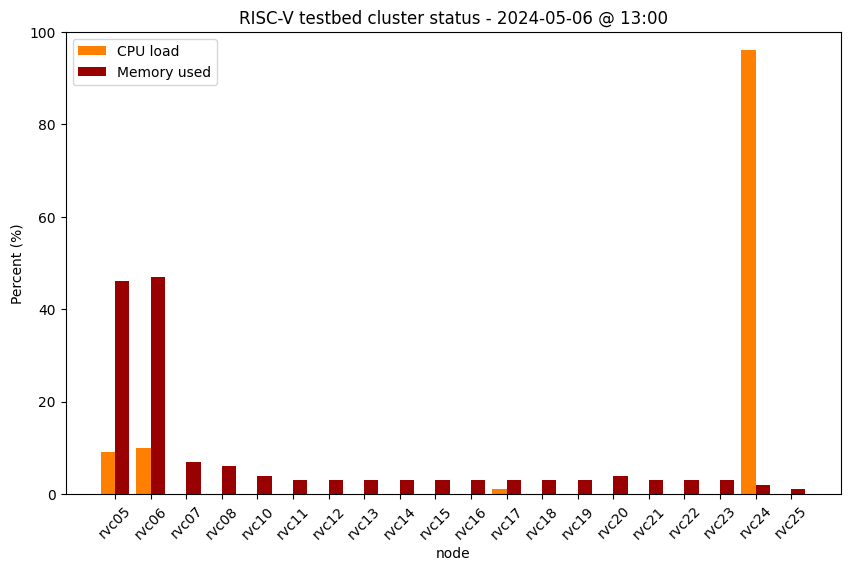 RISC-V testbed cluster status - 2024-05-06 @ 13:00
CPU load
Memory used
Percent (%)
100
80
60
40
20
0
rvc05 rvc06 rvc07 rvc08 rvc10 rvc11 rvc12 rvc13 rvc14 rvc15 rvc16 rvc17 rvc18 rvc19 rvc20 rvc21 rvc22 rvc23 rvc24 rvc25
node